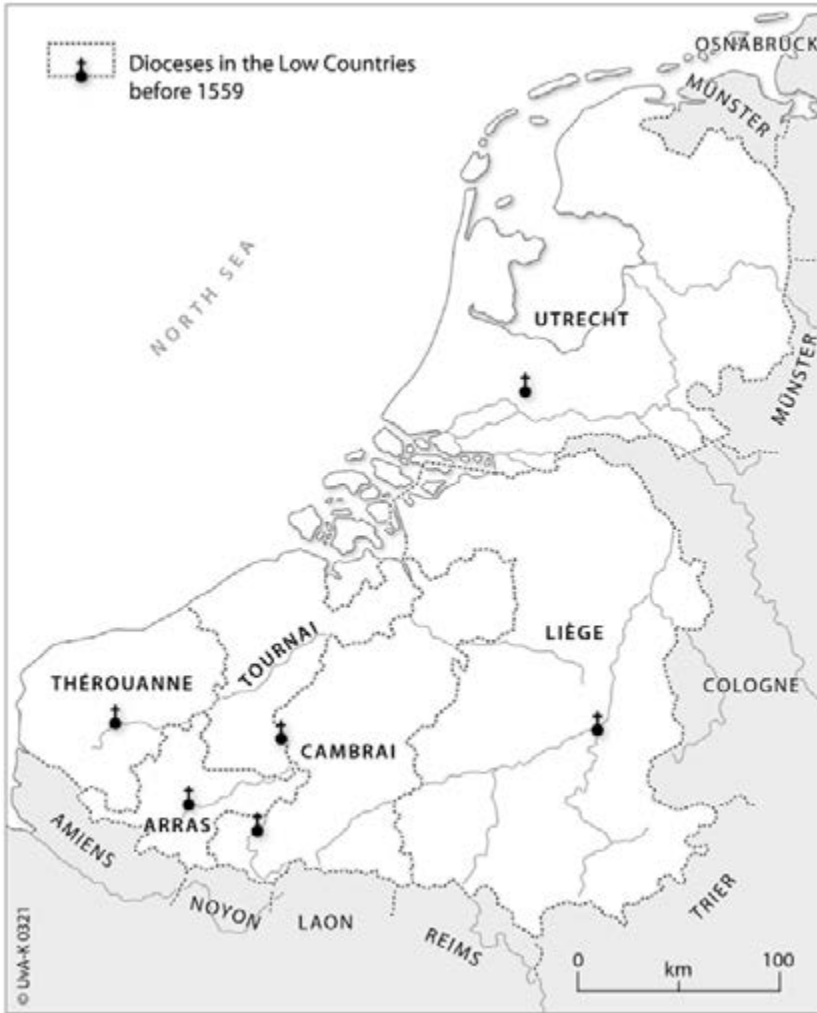 Dioceses in the Low Countries
before 1559
OSNABRÜCK
MÜNSTER
NORTH SEA
UTRECHT
MÜNSTER
TOURNAI
LIÈGE
THÉROUANNE
COLOGNE
CAMBRAI
ARRAS
AMIENS
TRIER
NOYON
LAON
REIMS
0 100
km
© UvA-K 0321